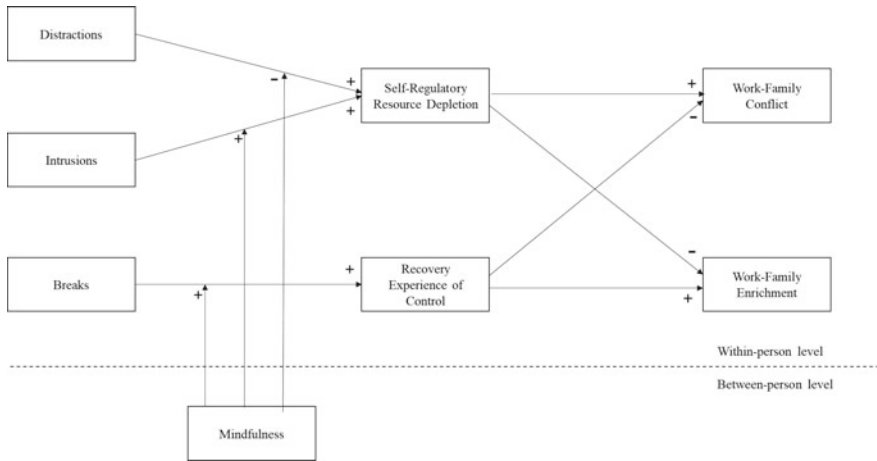 Distractions
+
-
+
Self-Regulatory
Resource Depletion
+
Work-Family
Conflict
-
Intrusions
+
Breaks
+
+
Recovery
Experience of
Control
-
+
Work-Family
Enrichment
Within-person level
Between-person level
Mindfulness